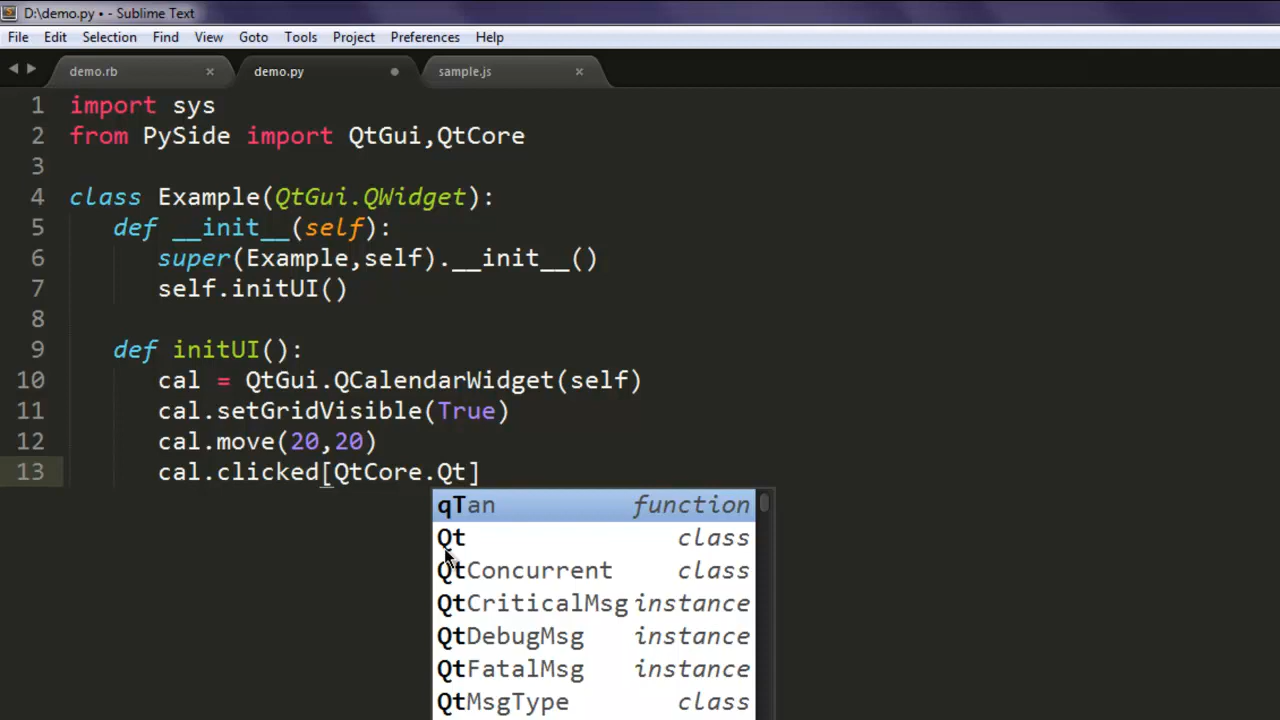 D:\demo.py • - Sublime Text
File Edit Selection Find View Goto Tools Project Preferences Help
demo.rb × demo.py sample.js ×
1 import sys
2 from PySide import QtGui,QtCore
3
4 class Example(QtGui.QWidget):
5 def __init__(self):
6 super(Example,self).__init__()
7 self.initUI()
8
9 def initUI():
10 cal = QtGui.QCalendarWidget(self)
11 cal.setGridVisible(True)
12 cal.move(20,20)
13 cal.clicked[QtCore.Qt]
qTan function
Qt class
QtConcurrent class
QtCriticalMsg instance
QtDebugMsg instance
QtFatalMsg instance
QtMsgType class